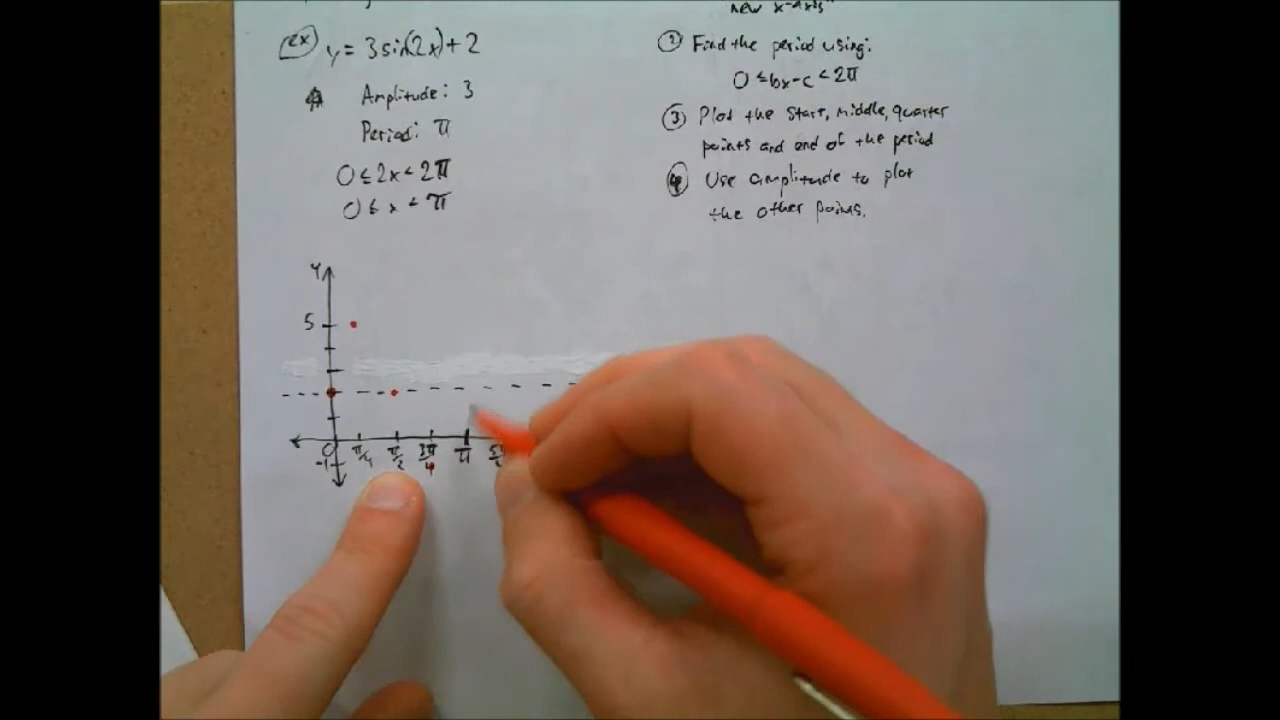 new x-axis"
Ex y = 3 sin(2x) + 2
Amplitude: 3
Period: π
0 ≤ 2x < 2π
0 ≤ x < π
② Find the period using:
0 ≤ bx - c < 2π
③ Plot the start, middle, quarter
points and end of the period
④ Use amplitude to plot
the other points.
y
5
0 π/4 π/2 3π/4 π
-1